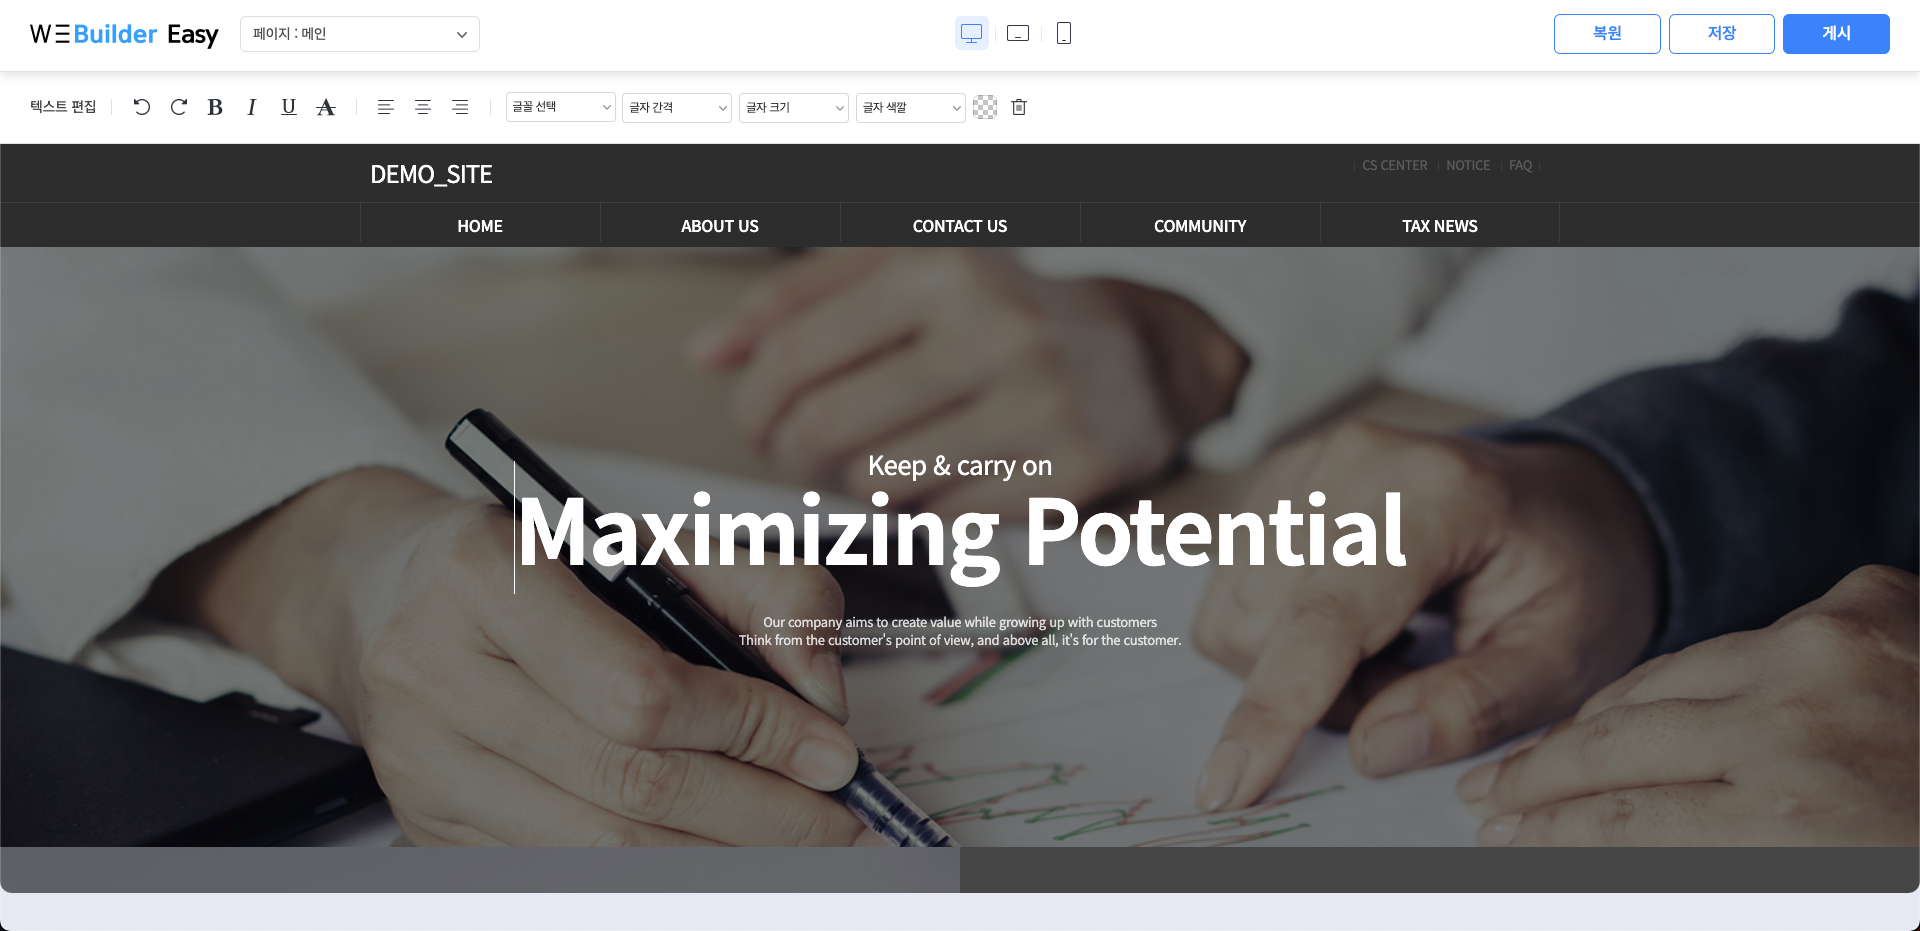 WEBuilder Easy
페이지 : 메인
복원
저장
게시
텍스트 편집
B I U A
글꼴 선택
글자 간격
글자 크기
글자 색깔
DEMO_SITE
CS CENTER
NOTICE
FAQ
HOME
ABOUT US
CONTACT US
COMMUNITY
TAX NEWS
Keep & carry on
Maximizing Potential
Our company aims to create value while growing up with customers
Think from the customer's point of view, and above all, it's for the customer.